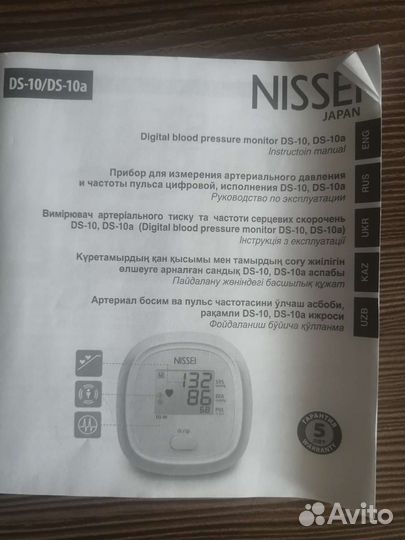 DS-10/DS-10a
NISSEI
JAPAN
Digital blood pressure monitor DS-10, DS-10a
Instructoin manual
ENG
Прибор для измерения артериального давления
и частоты пульса цифровой, исполнения DS-10, DS-10a
Руководство по эксплуатации
RUS
Вимірювач артеріального тиску та частоти серцевих скорочень
DS-10, DS-10a (Digital blood pressure monitor DS-10, DS-10a)
Інструкція з експлуатації
UKR
Күретамырдың қан қысымы мен тамырдың соғу жиілігін
өлшеуге арналған сандық DS-10, DS-10a аспабы
Пайдалану жөніндегі басшылық құжат
KAZ
Артериал босим ва пульс частотасини ўлчаш асбоби,
рақамли DS-10, DS-10a ижроси
Фойдаланиш бўйича қўлланма
UZB
NISSEI
132
86
68
ГАРАНТИЯ
5
ЛЕТ
WARRANTY
Avito